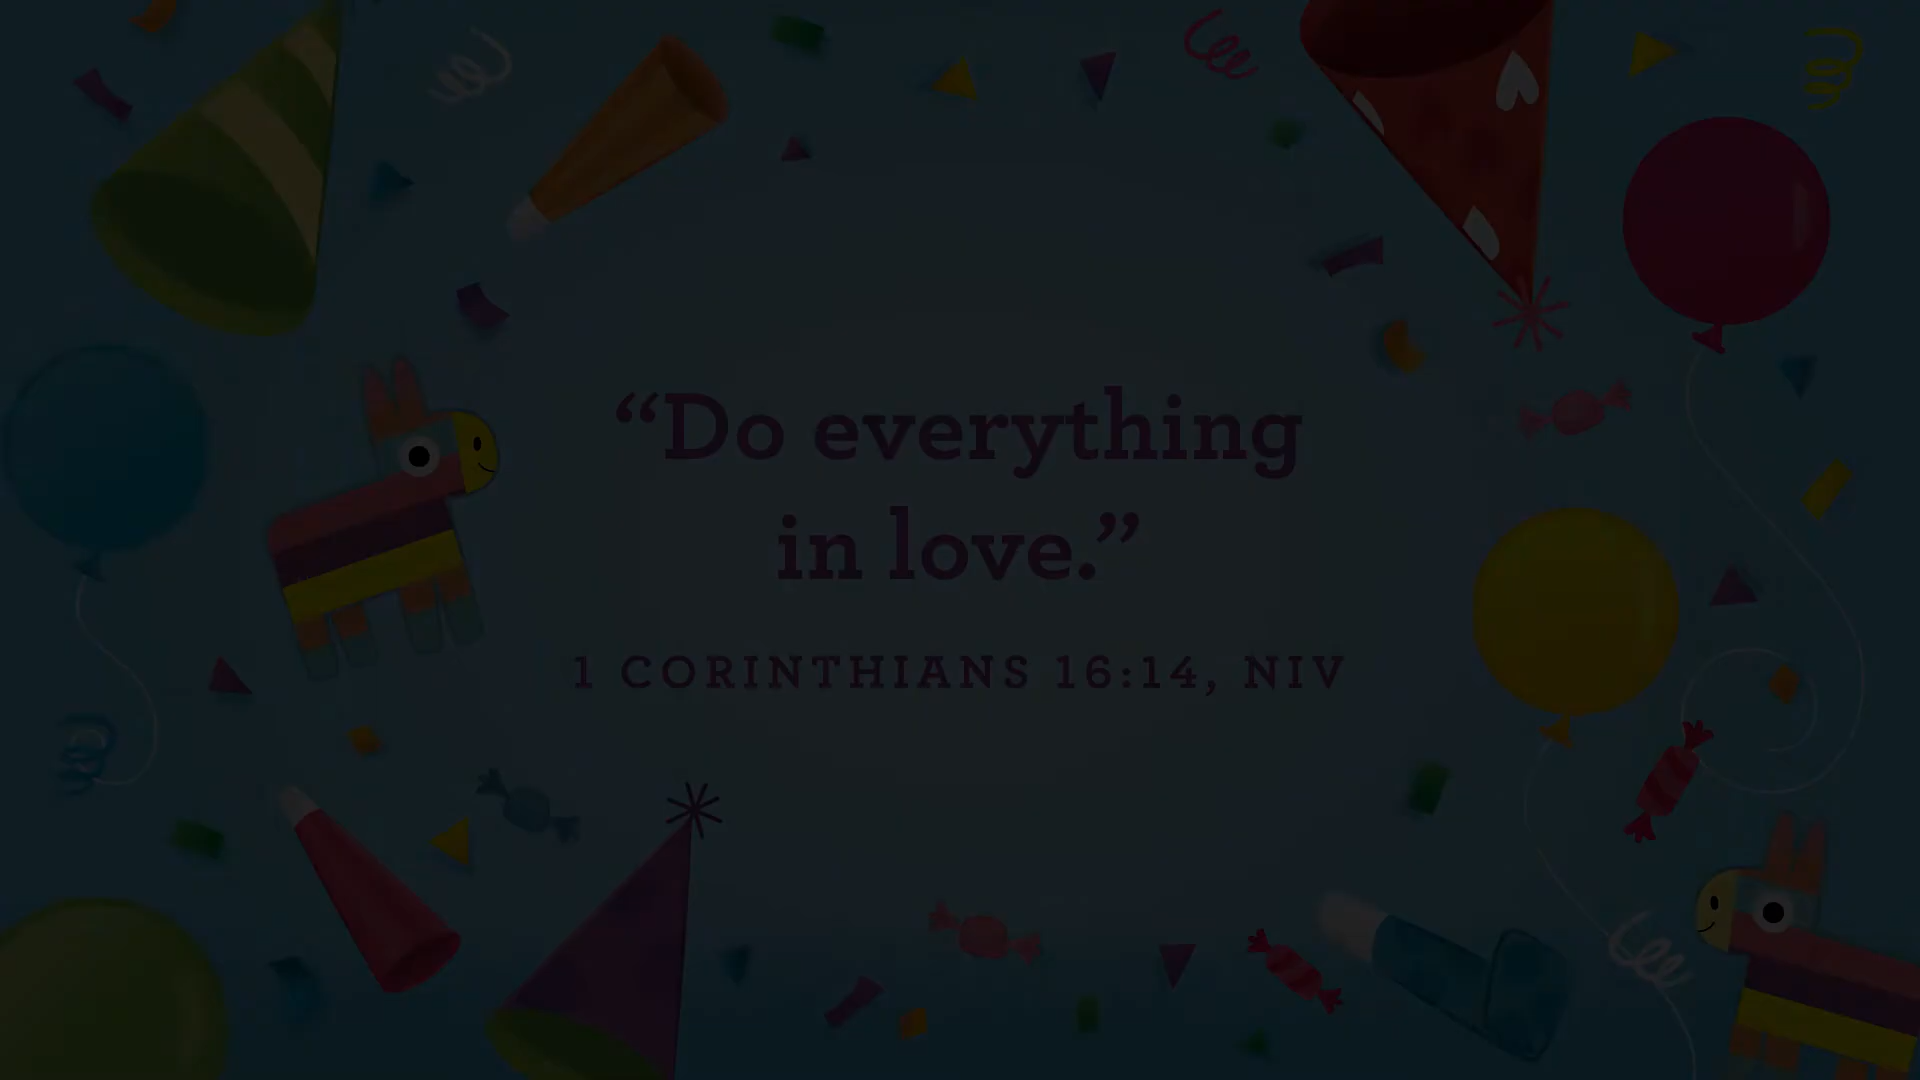 “Do everything
in love.”
1 CORINTHIANS 16:14, NIV